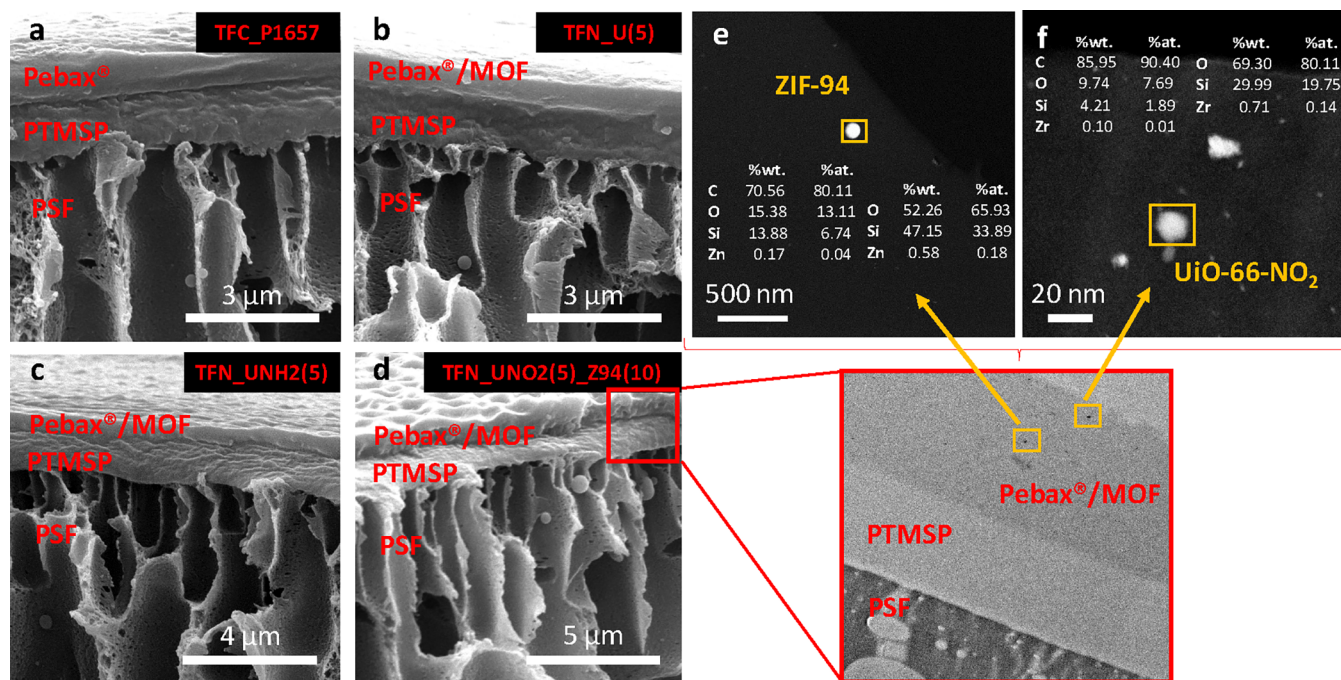 a
TFC_P1657
Pebax®
PTMSP
PSF
3 µm
b
TFN_U(5)
Pebax®/MOF
PTMSP
PSF
3 µm
c
TFN_UNH2(5)
Pebax®/MOF
PTMSP
PSF
4 µm
d
TFN_UNO2(5)_Z94(10)
Pebax®/MOF
PTMSP
PSF
5 µm
e
ZIF-94
%wt. %at.
C 70.56 80.11
O 15.38 13.11
Si 13.88 6.74
Zn 0.17 0.04
%wt. %at.
O 52.26 65.93
Si 47.15 33.89
Zn 0.58 0.18
500 nm
f
%wt. %at.
C 85,95 90.40
O 9.74 7.69
Si 4.21 1.89
Zr 0.10 0.01
%wt. %at.
O 69.30 80.11
Si 29.99 19.75
Zr 0.71 0.14
UiO-66-NO₂
20 nm
Pebax®/MOF
PTMSP
PSF